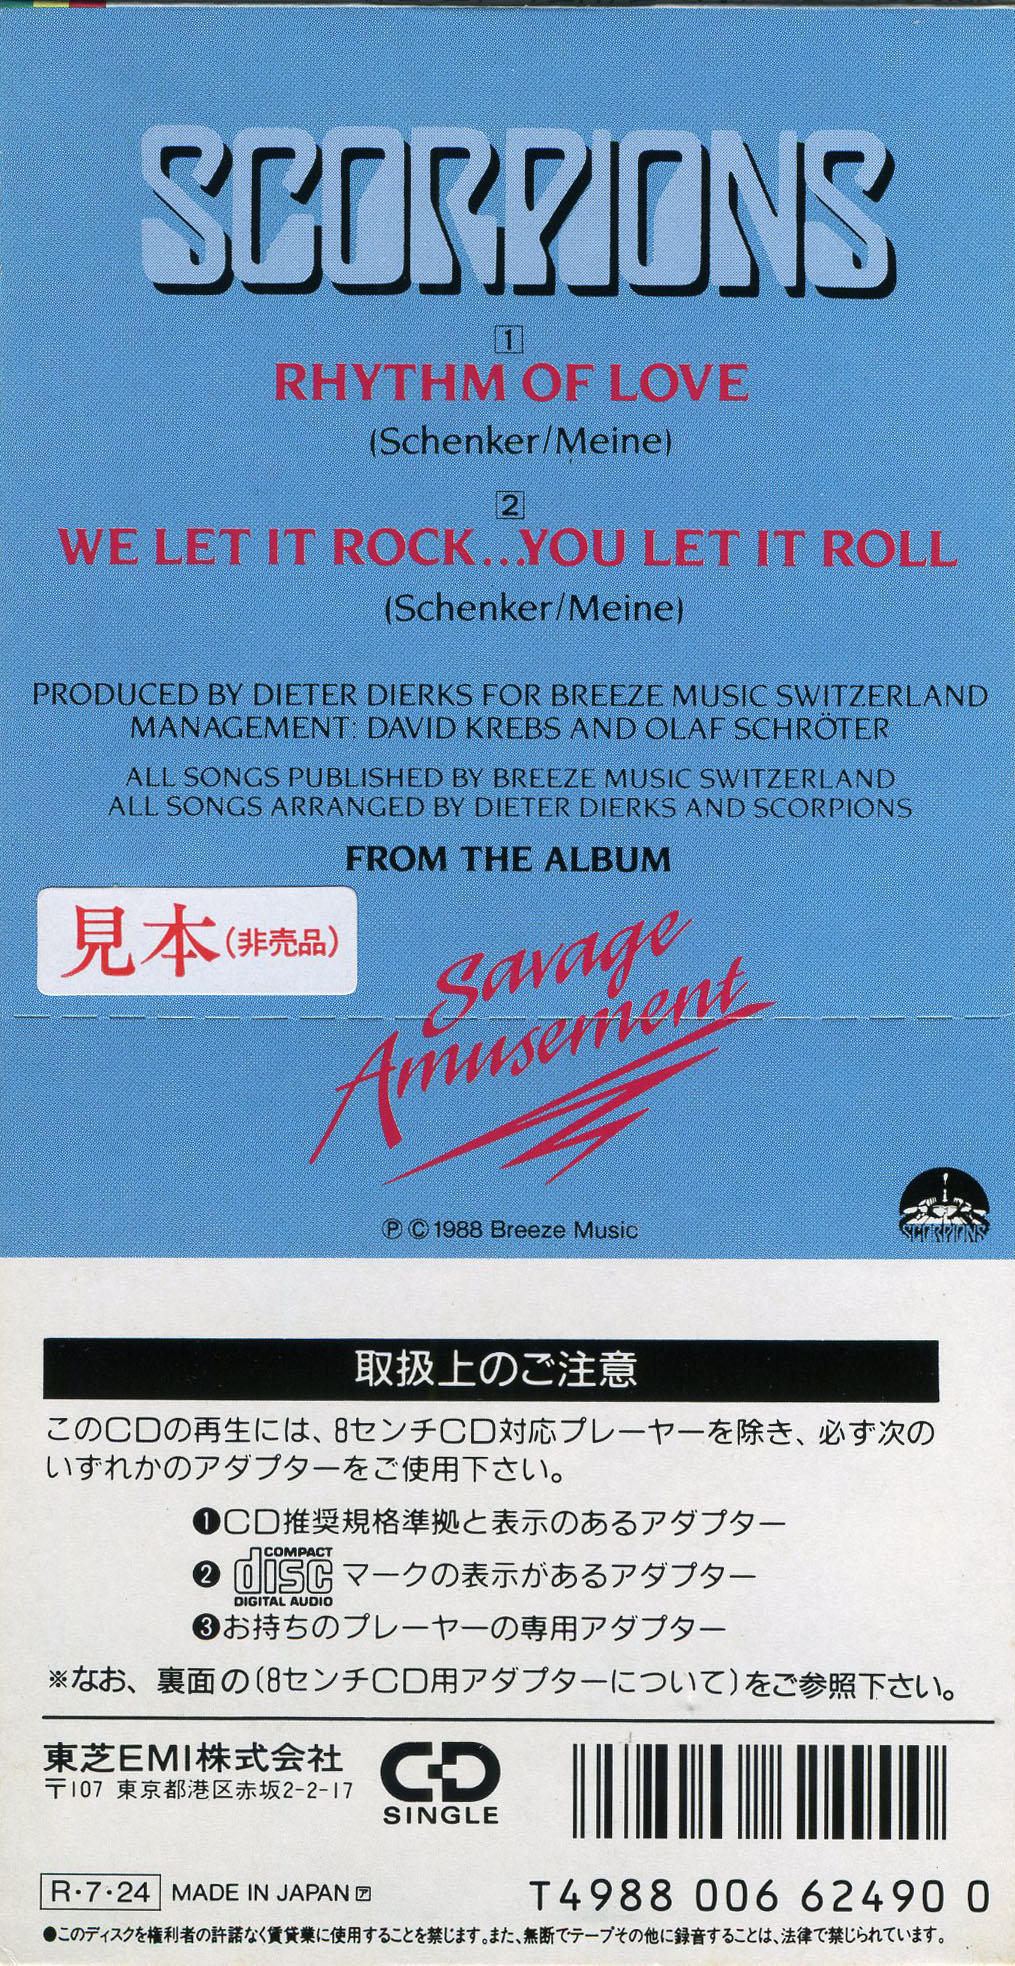 SCORPIONS
1
RHYTHM OF LOVE
(Schenker/Meine)
2
WE LET IT ROCK...YOU LET IT ROLL
(Schenker/Meine)
PRODUCED BY DIETER DIERKS FOR BREEZE MUSIC SWITZERLAND
MANAGEMENT: DAVID KREBS AND OLAF SCHRÖTER
ALL SONGS PUBLISHED BY BREEZE MUSIC SWITZERLAND
ALL SONGS ARRANGED BY DIETER DIERKS AND SCORPIONS
FROM THE ALBUM
見本(非売品)
Savage
Amusement
Ⓟ Ⓒ 1988 Breeze Music
SCORPIONS
取扱上のご注意
このCDの再生には、8センチCD対応プレーヤーを除き、必ず次の
いずれかのアダプターをご使用下さい。
❶CD推奨規格準拠と表示のあるアダプター
❷ COMPACT disc DIGITAL AUDIO マークの表示があるアダプター
❸お持ちのプレーヤーの専用アダプター
※なお、裏面の(8センチCD用アダプターについて)をご参照下さい。
東芝EMI株式会社
〒107 東京都港区赤坂2-2-17
CD
SINGLE
R・7・24 MADE IN JAPAN ア
T4988 006 62490 0
●このディスクを権利者の許諾なく賃貸業に使用することを禁じます。また、無断でテープその他に録音することは、法律で禁じられています。